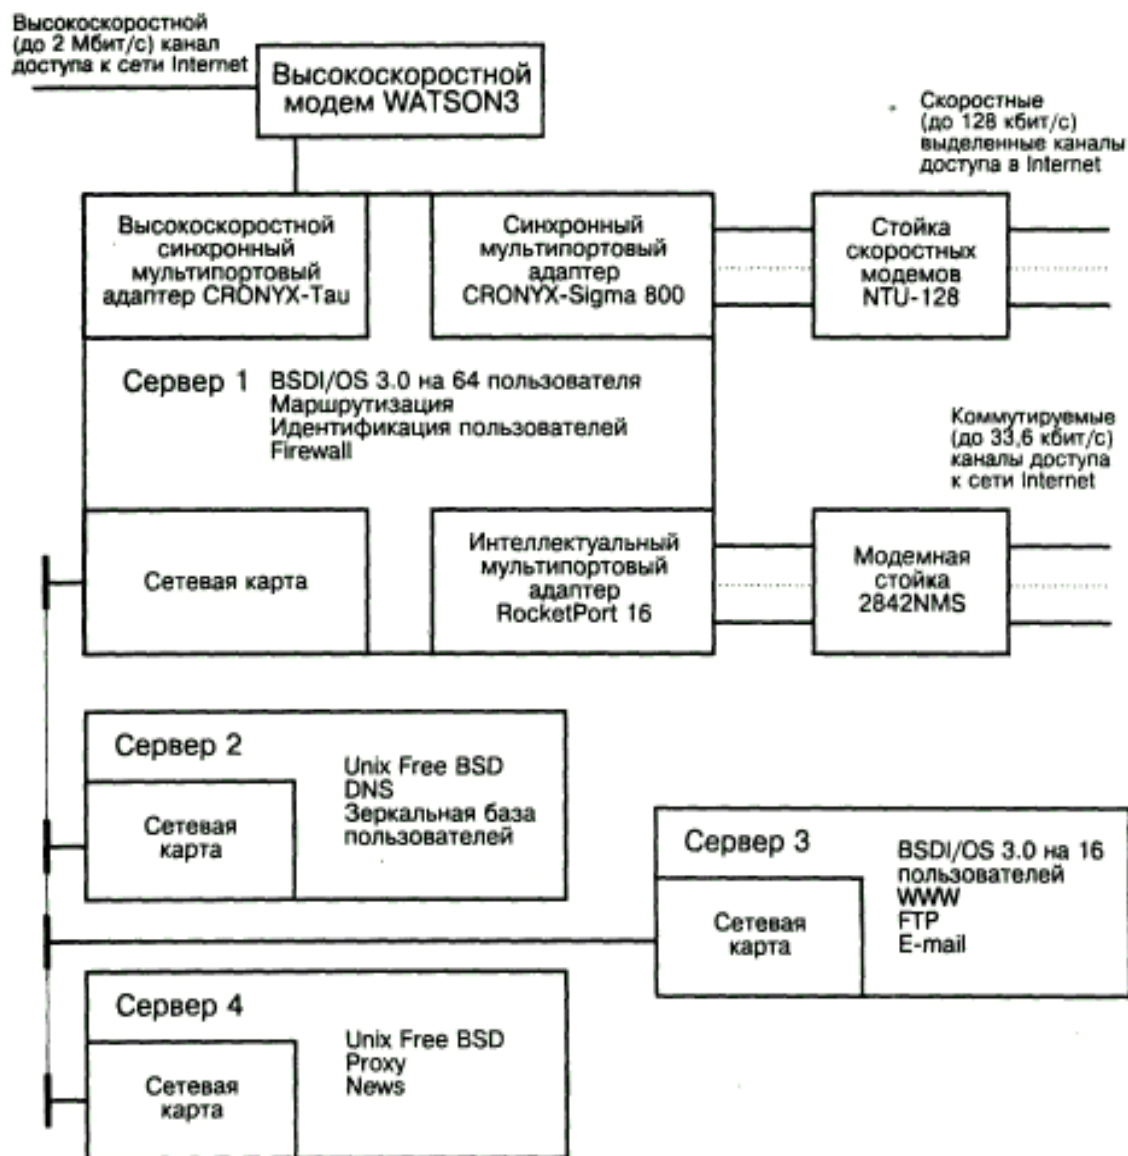 Высокоскоростной
(до 2 Мбит/с) канал
доступа к сети Internet
Высокоскоростной
модем WATSON3
Скоростные
(до 128 кбит/с)
выделенные каналы
доступа в Internet
Высокоскоростной
синхронный
мультипортовый
адаптер CRONYX-Tau
Синхронный
мультипортовый
адаптер
CRONYX-Sigma 800
Стойка
скоростных
модемов
NTU-128
Сервер 1
BSDI/OS 3.0 на 64 пользователя
Маршрутизация
Идентификация пользователей
Firewall
Коммутируемые
(до 33,6 кбит/с)
каналы доступа
к сети Internet
Сетевая карта
Интеллектуальный
мультипортовый
адаптер
RocketPort 16
Модемная
стойка
2842NMS
Сервер 2
Unix Free BSD
DNS
Зеркальная база
пользователей
Сетевая
карта
Сервер 3
BSDI/OS 3.0 на 16
пользователей
WWW
FTP
E-mail
Сетевая
карта
Сервер 4
Unix Free BSD
Proxy
News
Сетевая
карта